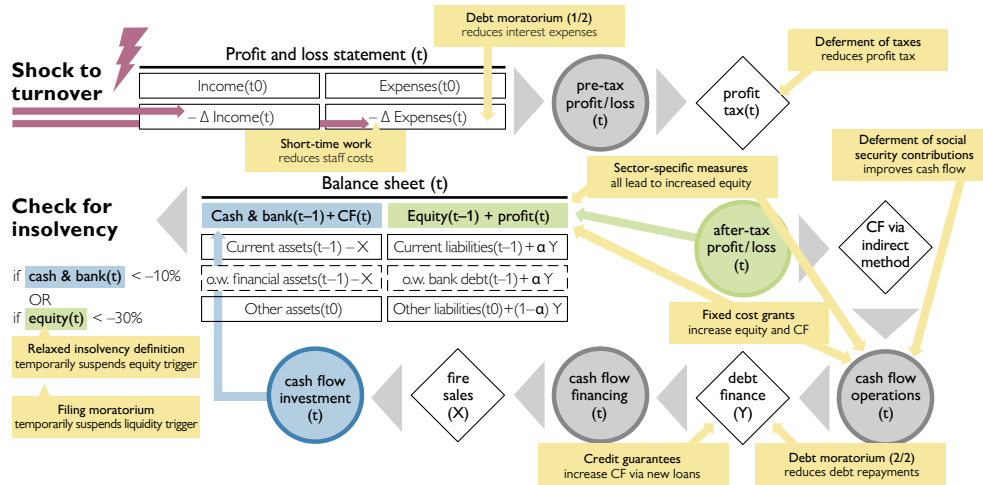 Debt moratorium (1/2)
reduces interest expenses
Deferment of taxes
reduces profit tax
Shock to
turnover
Profit and loss statement (t)
Income(t0)
Expenses(t0)
– Δ Income(t)
– Δ Expenses(t)
pre-tax
profit/loss
(t)
profit
tax(t)
Short-time work
reduces staff costs
Deferment of social
security contributions
improves cash flow
Sector-specific measures
all lead to increased equity
Check for
insolvency
Balance sheet (t)
Cash & bank(t–1) + CF(t)
Equity(t–1) + profit(t)
Current assets(t–1) – X
Current liabilities(t–1) + α Y
o.w. financial assets(t–1) – X
o.w. bank debt(t–1) + α Y
Other assets(t0)
Other liabilities(t0)+(1–α) Y
after-tax
profit/loss
(t)
CF via
indirect
method
if cash & bank(t) < –10%
OR
if equity(t) < –30%
Fixed cost grants
increase equity and CF
Relaxed insolvency definition
temporarily suspends equity trigger
Filing moratorium
temporarily suspends liquidity trigger
cash flow
investment
(t)
fire
sales
(X)
cash flow
financing
(t)
debt
finance
(Y)
cash flow
operations
(t)
Credit guarantees
increase CF via new loans
Debt moratorium (2/2)
reduces debt repayments